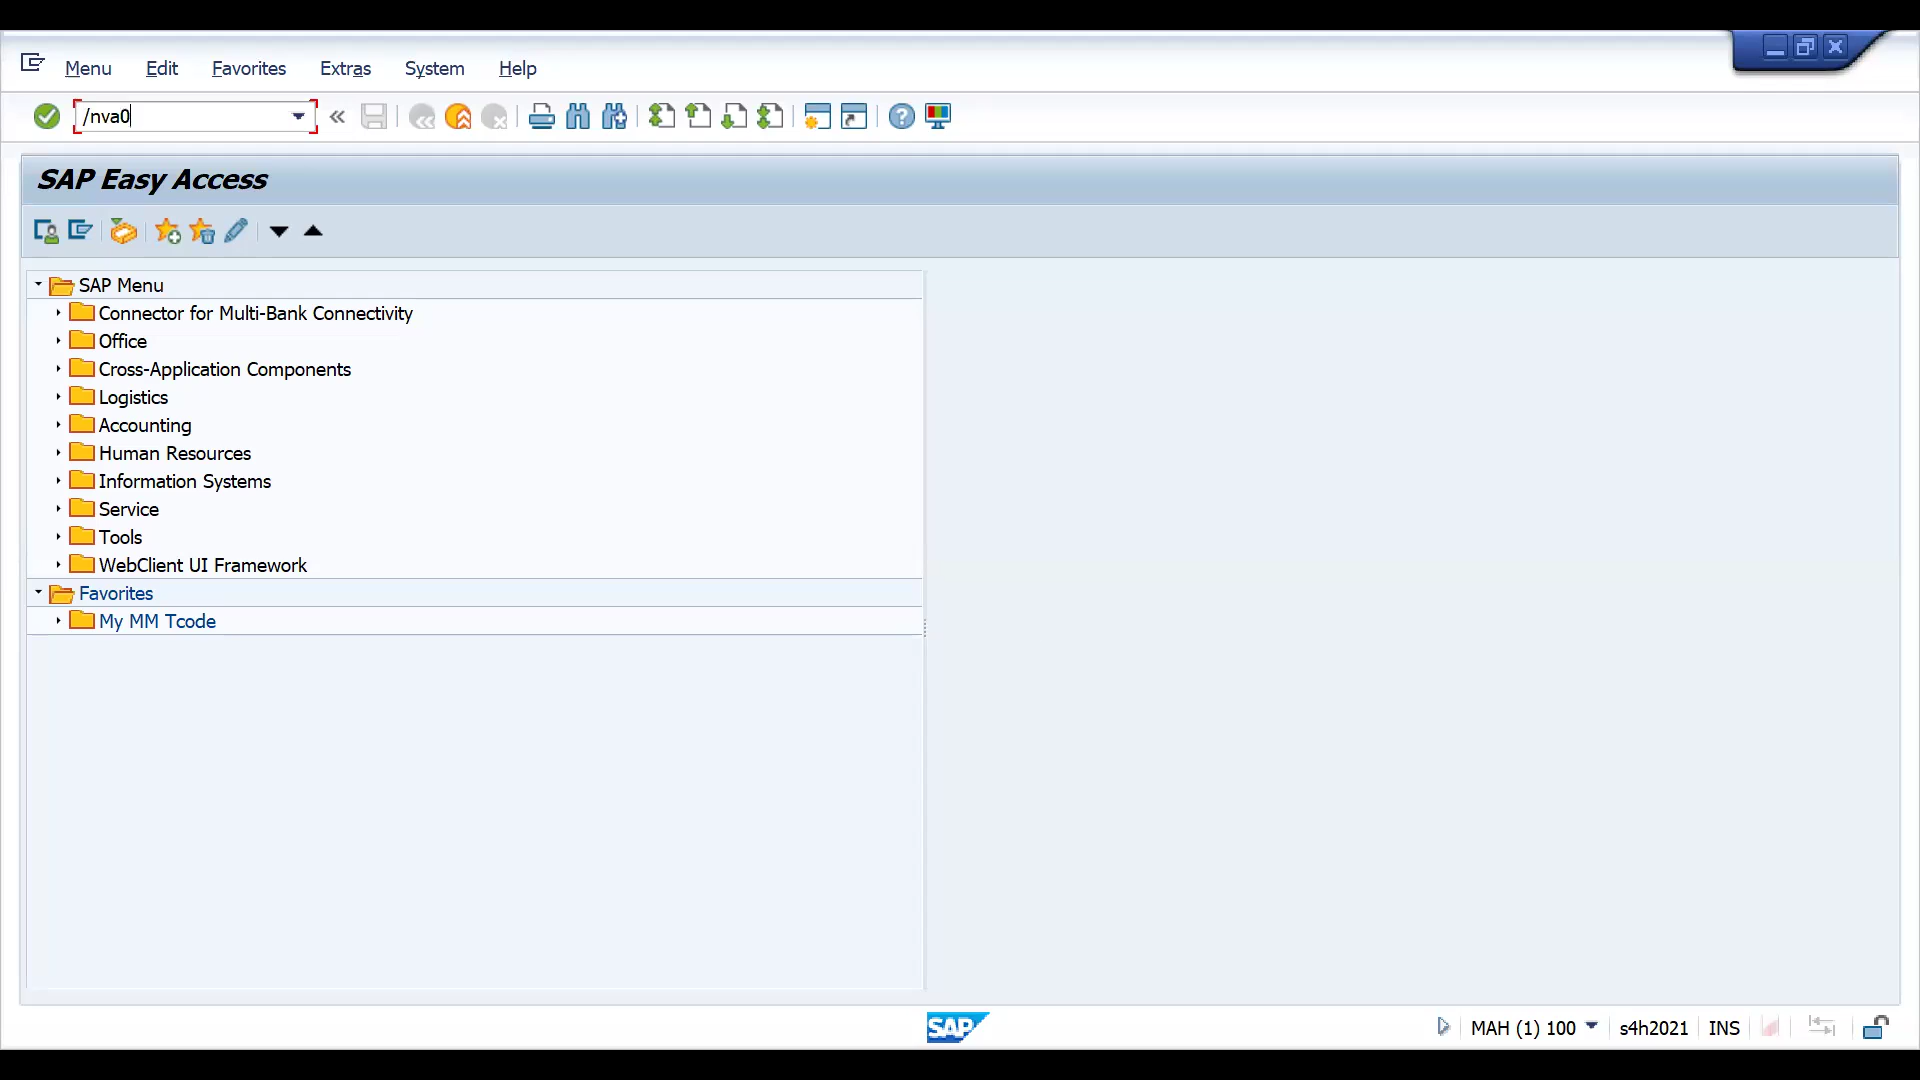 Menu Edit Favorites Extras System Help
/nva0
SAP Easy Access
SAP Menu
Connector for Multi-Bank Connectivity
Office
Cross-Application Components
Logistics
Accounting
Human Resources
Information Systems
Service
Tools
WebClient UI Framework
Favorites
My MM Tcode
SAP
MAH (1) 100 s4h2021 INS